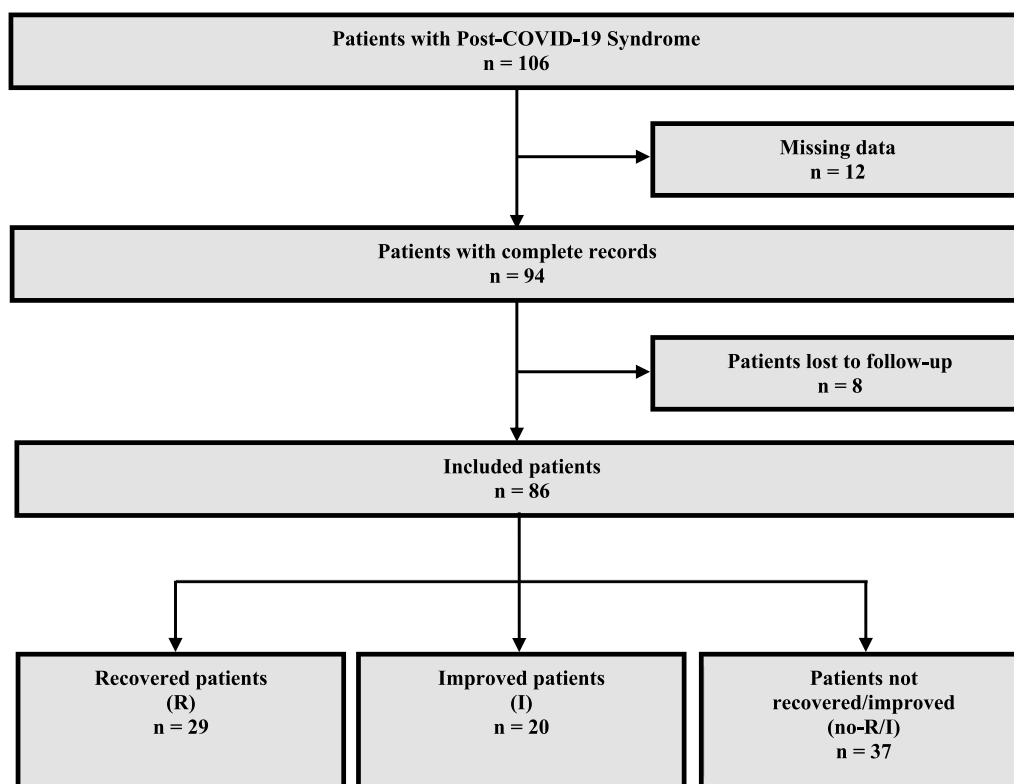 Patients with Post-COVID-19 Syndrome
n = 106
Missing data
n = 12
Patients with complete records
n = 94
Patients lost to follow-up
n = 8
Included patients
n = 86
Recovered patients
(R)
n = 29
Improved patients
(I)
n = 20
Patients not
recovered/improved
(no-R/I)
n = 37